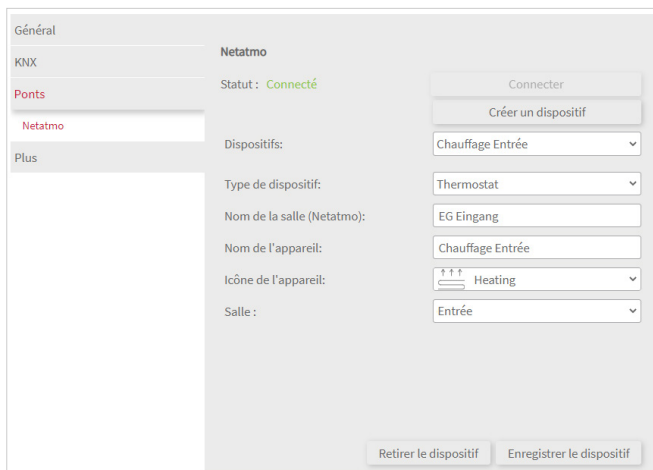 Général
KNX
Ponts
Netatmo
Plus
Netatmo
Statut : Connecté
Connecter
Créer un dispositif
Dispositifs: Chauffage Entrée
Type de dispositif: Thermostat
Nom de la salle (Netatmo): EG Eingang
Nom de l'appareil: Chauffage Entrée
Icône de l'appareil: Heating
Salle : Entrée
Retirer le dispositif Enregistrer le dispositif